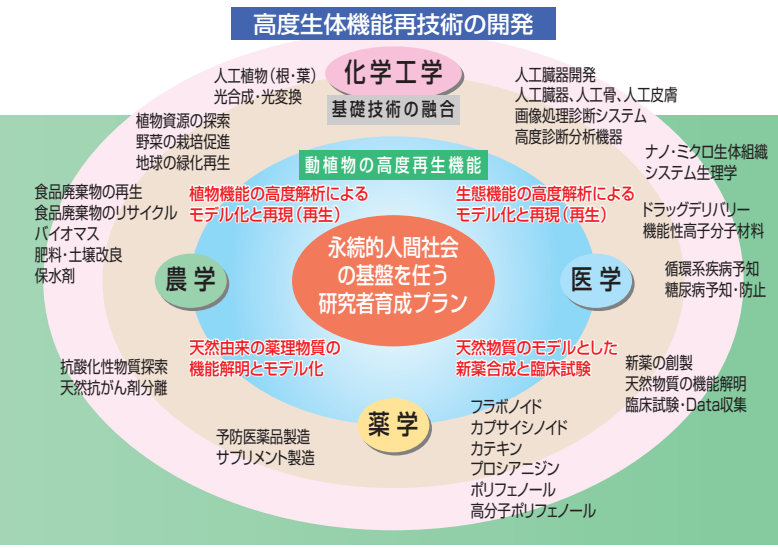 高度生体機能再技術の開発
化学工学
基礎技術の融合
人工植物（根・葉）
光合成・光変換
植物資源の探索
野菜の栽培促進
地球の緑化再生
人工臓器開発
人工臓器、人工骨、人工皮膚
画像処理診断システム
高度診断分析機器
ナノ・ミクロ生体組織
システム生理学
動植物の高度再生機能
食品廃棄物の再生
食品廃棄物のリサイクル
バイオマス
肥料・土壌改良
保水剤
植物機能の高度解析による
モデル化と再現（再生）
生態機能の高度解析による
モデル化と再現（再生）
ドラッグデリバリー
機能性高子分子材料
循環系疾病予知
糖尿病予知・防止
農学
永続的人間社会
の基盤を任う
研究者育成プラン
医学
天然由来の薬理物質の
機能解明とモデル化
天然物質のモデルとした
新薬合成と臨床試験
抗酸化性物質探索
天然抗がん剤分離
新薬の創製
天然物質の機能解明
臨床試験・Data収集
薬学
予防医薬品製造
サプリメント製造
フラボノイド
カプサイシノイド
カテキン
プロシアニジン
ポリフェノール
高分子ポリフェノール